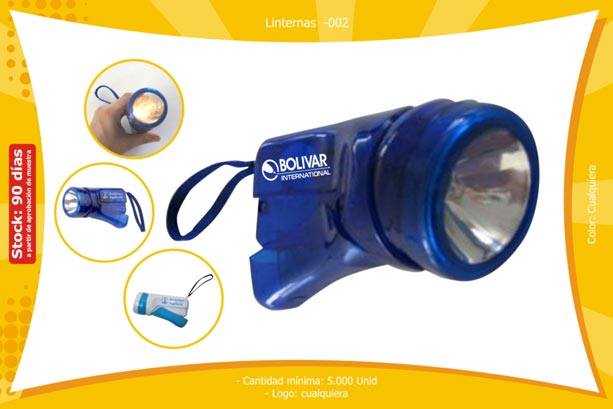 Linternas -002
Stock: 90 días
a partir de aprobación de muestra
BOLIVAR
INTERNATIONAL
Color: Cualquiera
- Cantidad mínima: 5.000 Unid
- Logo: cualquiera